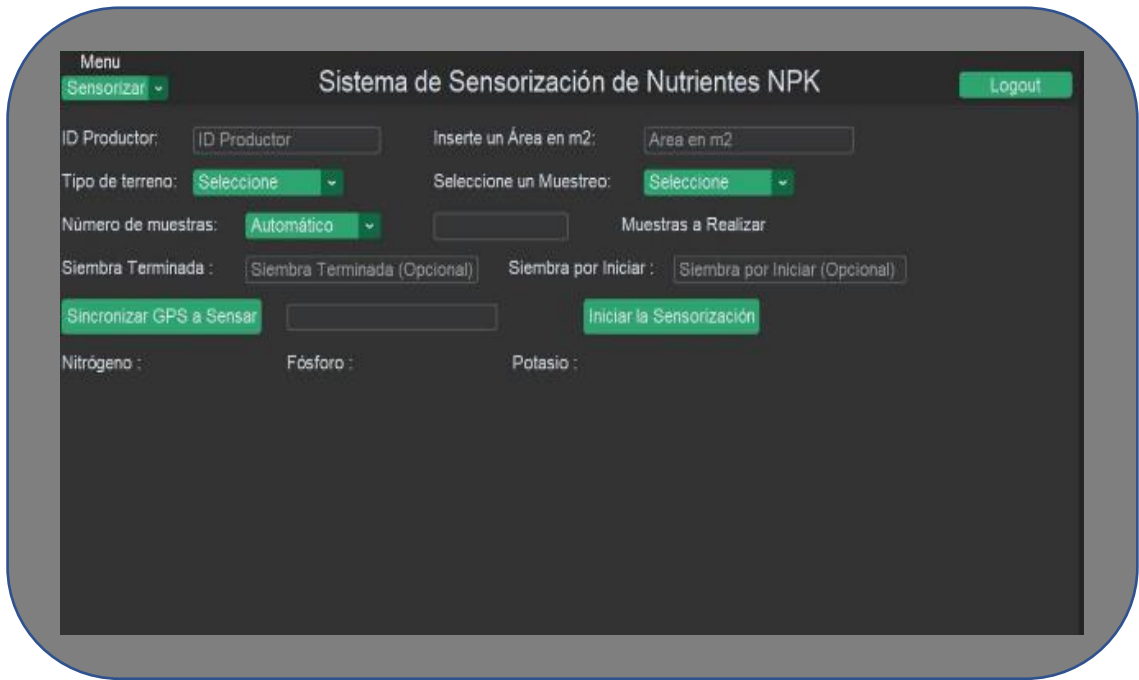 Menu
Sensorizar
Sistema de Sensorización de Nutrientes NPK
Logout
ID Productor: ID Productor Inserte un Área en m2: Area en m2
Tipo de terreno: Seleccione Seleccione un Muestreo: Seleccione
Número de muestras: Automático Muestras a Realizar
Siembra Terminada : Siembra Terminada (Opcional) Siembra por Iniciar : Siembra por Iniciar (Opcional)
Sincronizar GPS a Sensar Iniciar la Sensorización
Nitrógeno : Fósforo : Potasio :